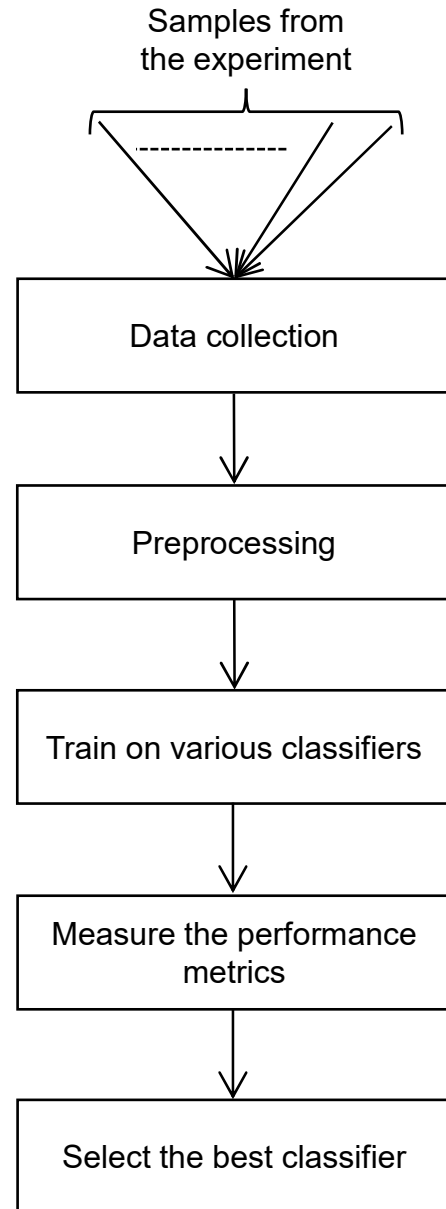 Samples from
the experiment
Data collection
Preprocessing
Train on various classifiers
Measure the performance
metrics
Select the best classifier